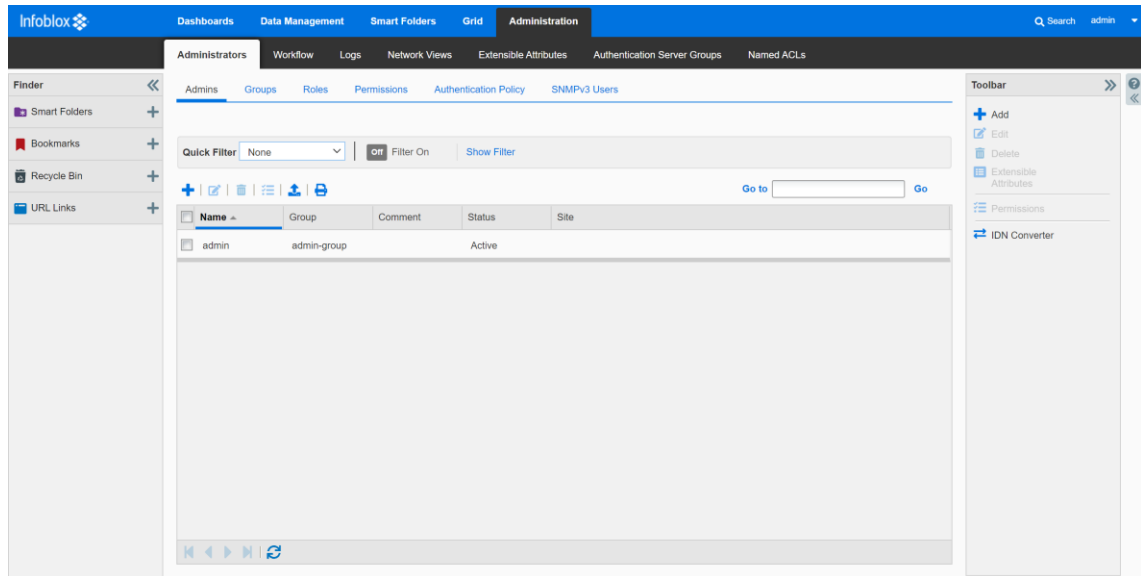 Infoblox
Dashboards Data Management Smart Folders Grid Administration
Search admin
Administrators Workflow Logs Network Views Extensible Attributes Authentication Server Groups Named ACLs
Finder
Smart Folders
Bookmarks
Recycle Bin
URL Links
Admins Groups Roles Permissions Authentication Policy SNMPv3 Users
Quick Filter None Off Filter On Show Filter
Go to Go
Name Group Comment Status Site
admin admin-group Active
Toolbar
Add
Edit
Delete
Extensible
Attributes
Permissions
IDN Converter